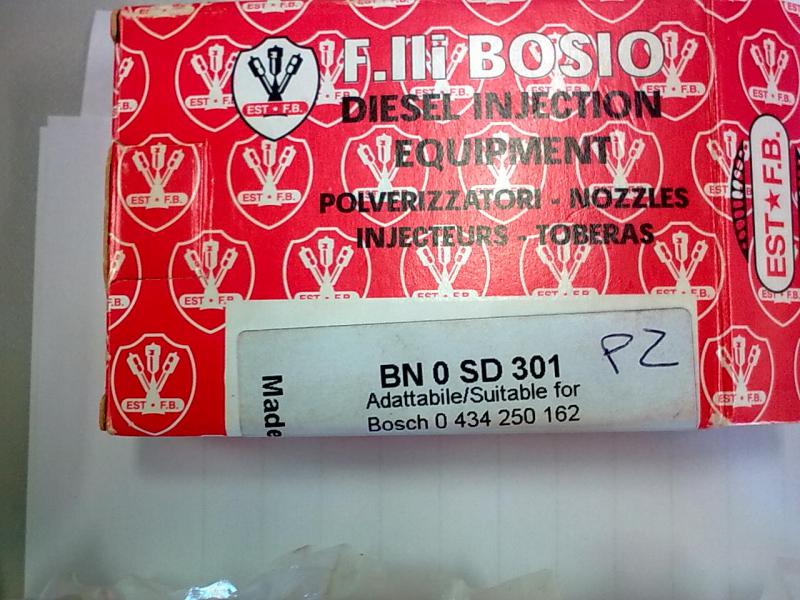 F.lli BOSIO
DIESEL INJECTION
EQUIPMENT
POLVERIZZATORI - NOZZLES
INJECTEURS - TOBERAS
EST ★ F.B.
EST ★ F.B.
BN 0 SD 301
Adattabile/Suitable for
Bosch 0 434 250 162
Made
PZ